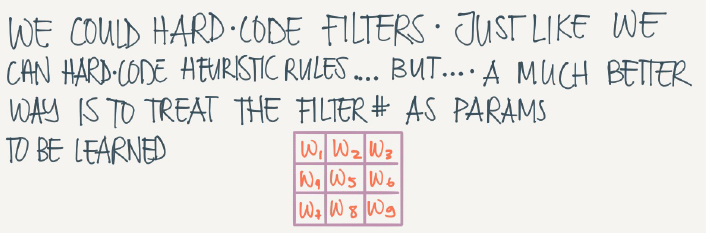 WE COULD HARD·CODE FILTERS· JUST LIKE WE
CAN HARD·CODE HEURISTIC RULES.... BUT....· A MUCH BETTER
WAY IS TO TREAT THE FILTER # AS PARAMS
TO BE LEARNED
W1 W2 W3
W4 W5 W6
W7 W8 W9